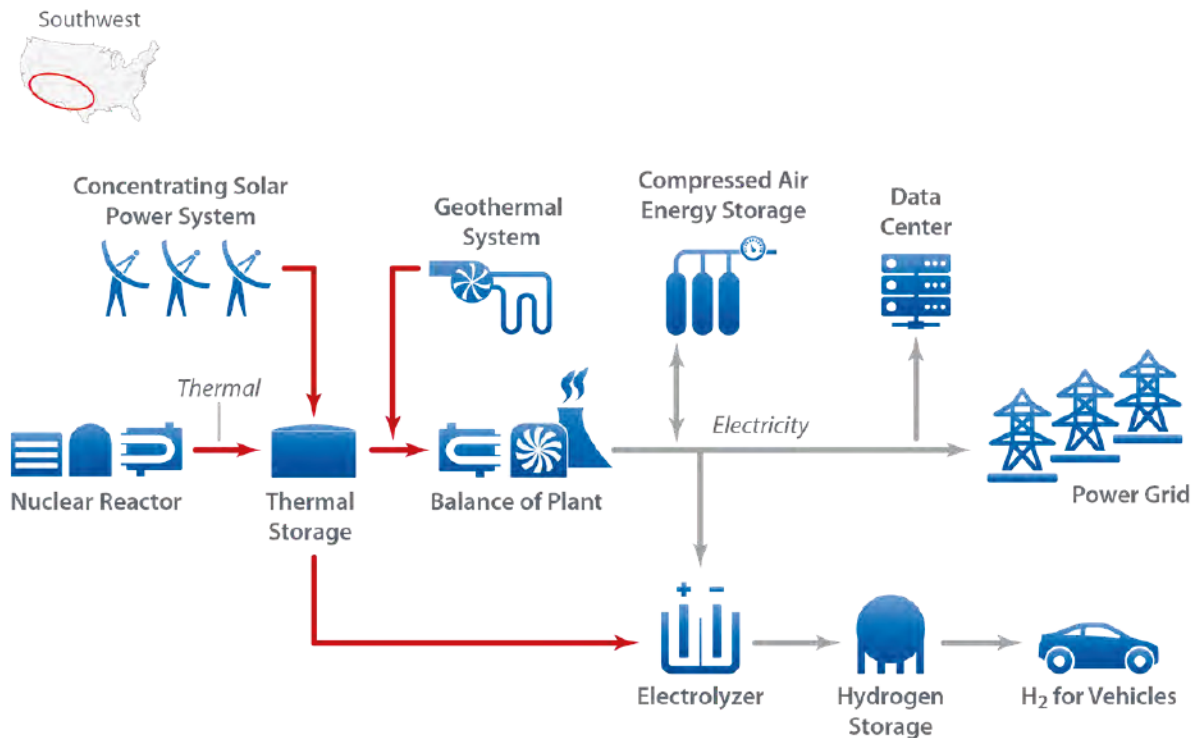 Southwest
Concentrating Solar
Power System
Geothermal
System
Compressed Air
Energy Storage
Data
Center
Thermal
Electricity
Nuclear Reactor
Thermal
Storage
Balance of Plant
Power Grid
+ −
Electrolyzer
Hydrogen
Storage
H₂ for Vehicles